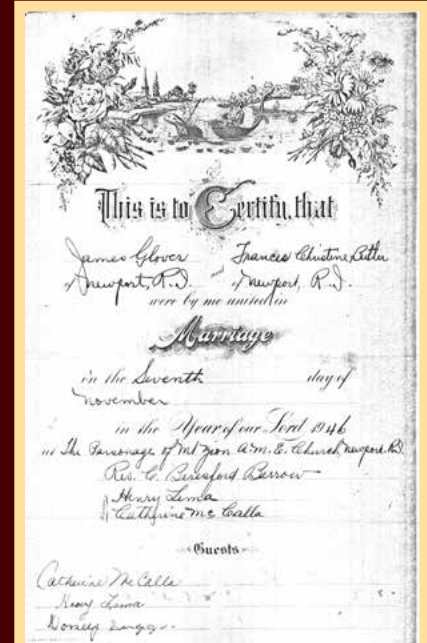 This is to Certify, that
James Glover Frances Christine
of Newport, R.I. and of Newport, R.I.
were by me united in
Marriage
in the Seventh day of
November
in the Year of our Lord 1946
at The Parsonage of Mt Zion A.M.E. Church, Newport R.I.
Rev. C. Beresford Barrow
Henry Lima
Catherine Mc Calla
Guests
Catherine McCalla
Henry Lima